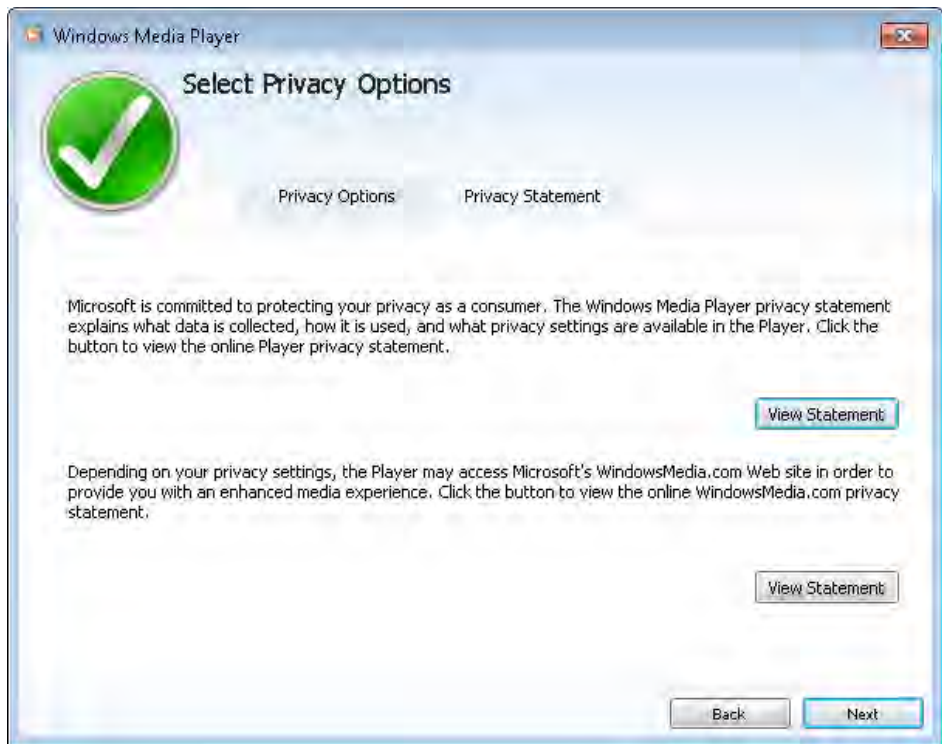 Windows Media Player
Select Privacy Options
Privacy Options Privacy Statement
Microsoft is committed to protecting your privacy as a consumer. The Windows Media Player privacy statement
explains what data is collected, how it is used, and what privacy settings are available in the Player. Click the
button to view the online Player privacy statement.
View Statement
Depending on your privacy settings, the Player may access Microsoft's WindowsMedia.com Web site in order to
provide you with an enhanced media experience. Click the button to view the online WindowsMedia.com privacy
statement.
View Statement
Back Next